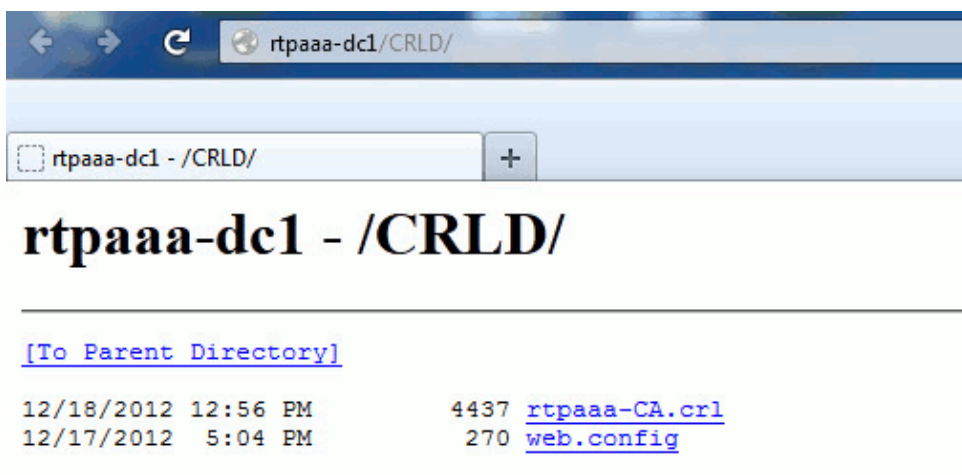 rtpaaa-dc1/CRLD/
rtpaaa-dc1 - /CRLD/
rtpaaa-dc1 - /CRLD/
[To Parent Directory]
12/18/2012 12:56 PM 4437 rtpaaa-CA.crl
12/17/2012 5:04 PM 270 web.config